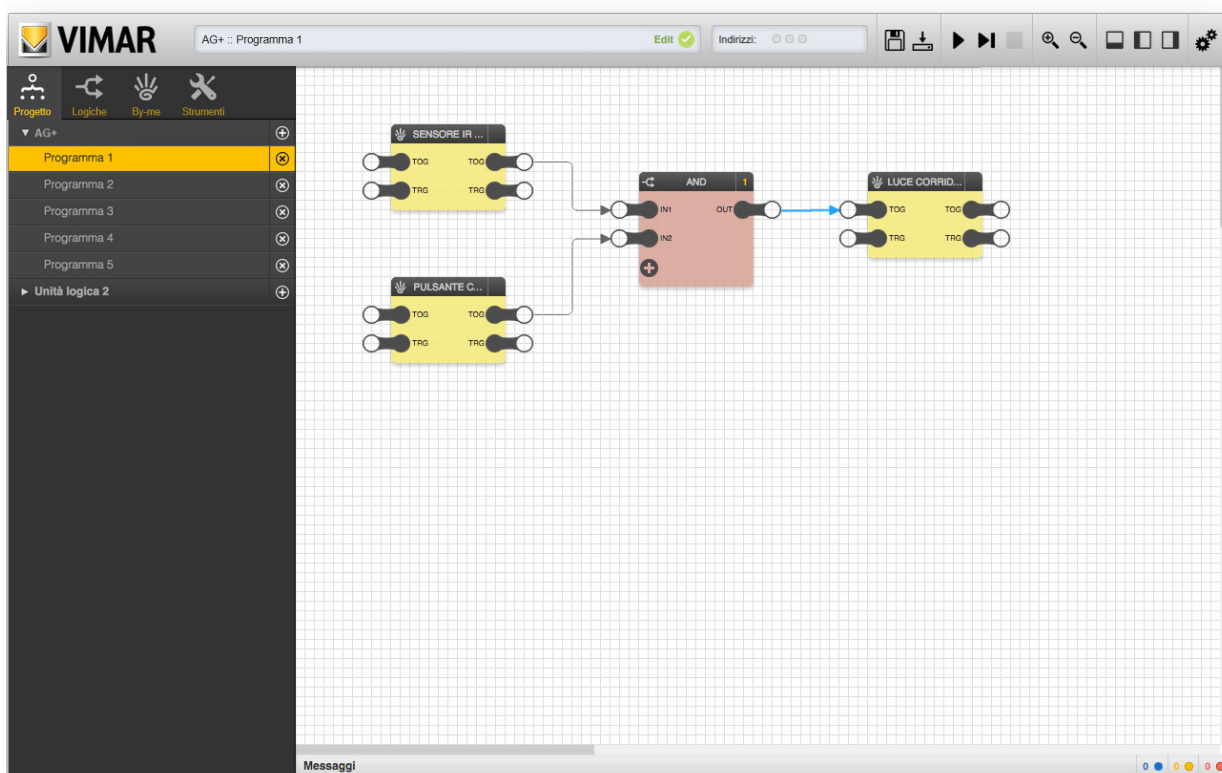 VIMAR
AG+ :: Programma 1
Edit
Indirizzi:
Progetto
Logiche
By-me
Strumenti
AG+
Programma 1
Programma 2
Programma 3
Programma 4
Programma 5
Unità logica 2
SENSORE IR ...
TOG TOG
TRG TRG
AND 1
IN1 OUT
IN2
LUCE CORRID...
TOG TOG
TRG TRG
PULSANTE C...
TOG TOG
TRG TRG
Messaggi
0 0 0